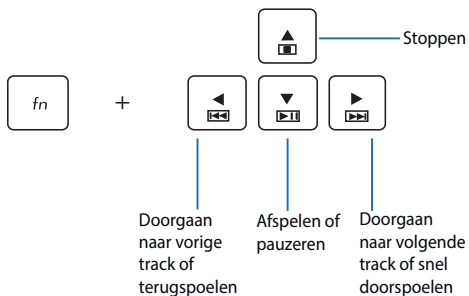 Stoppen
fn
+
Doorgaan
naar vorige
track of
terugspoelen
Afspelen of
pauzeren
Doorgaan
naar volgende
track of snel
doorspoelen